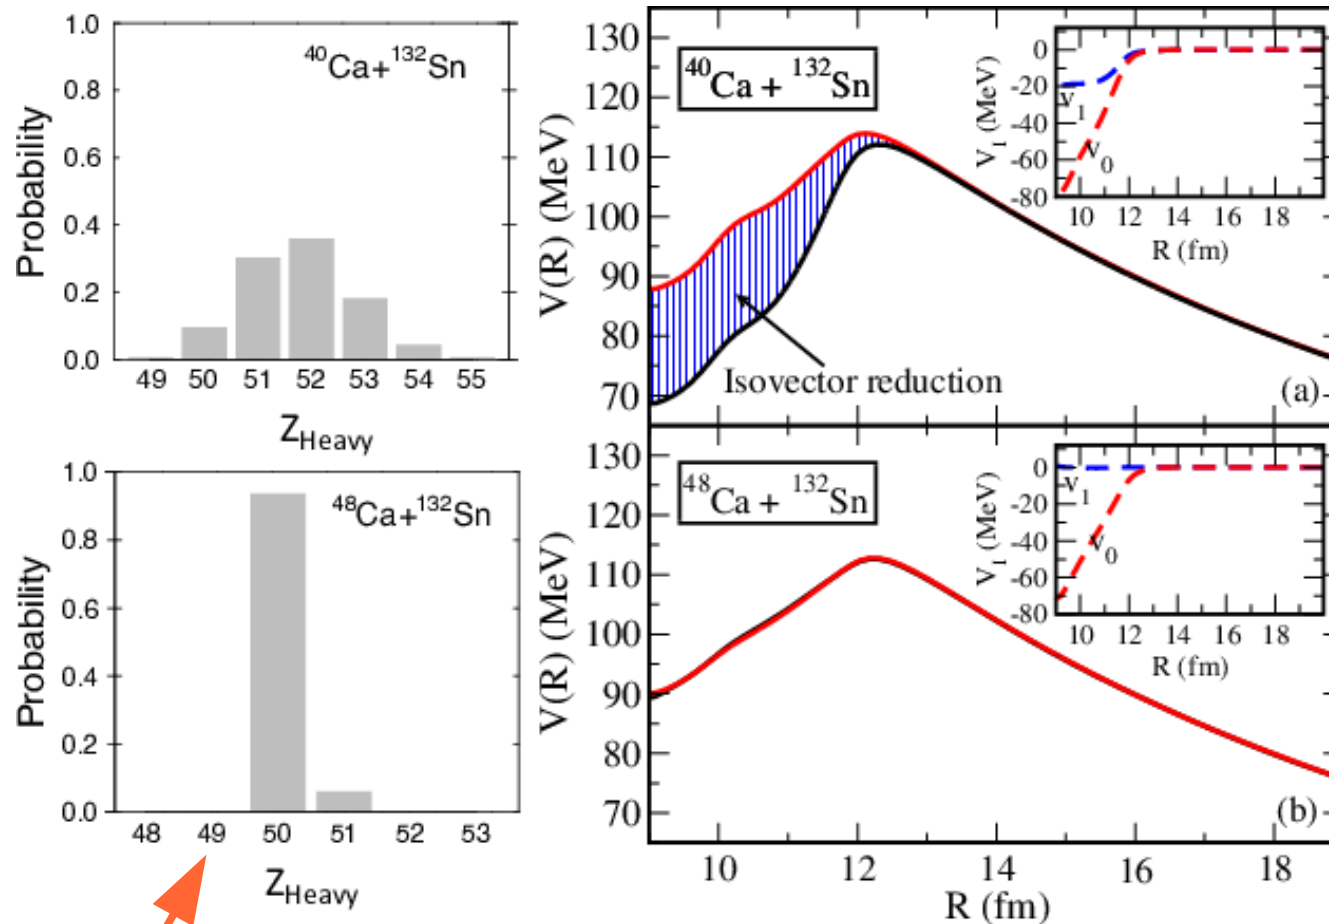 1.0
0.8
0.6
0.4
0.2
0.0
Probability
⁴⁰Ca+¹³²Sn
49 50 51 52 53 54 55
Z_Heavy
1.0
0.8
0.6
0.4
0.2
0.0
Probability
⁴⁸Ca+¹³²Sn
48 49 50 51 52 53
Z_Heavy
130
120
110
100
90
80
70
V(R) (MeV)
⁴⁰Ca + ¹³²Sn
Isovector reduction
(a)
0
-20
-40
-60
-80
V_I (MeV)
v₁
v₀
10 12 14 16 18
R (fm)
130
120
110
100
90
80
70
V(R) (MeV)
⁴⁸Ca + ¹³²Sn
(b)
0
-20
-40
-60
-80
V_I (MeV)
v₁
v₀
10 12 14 16 18
R (fm)
10 12 14 16 18
R (fm)